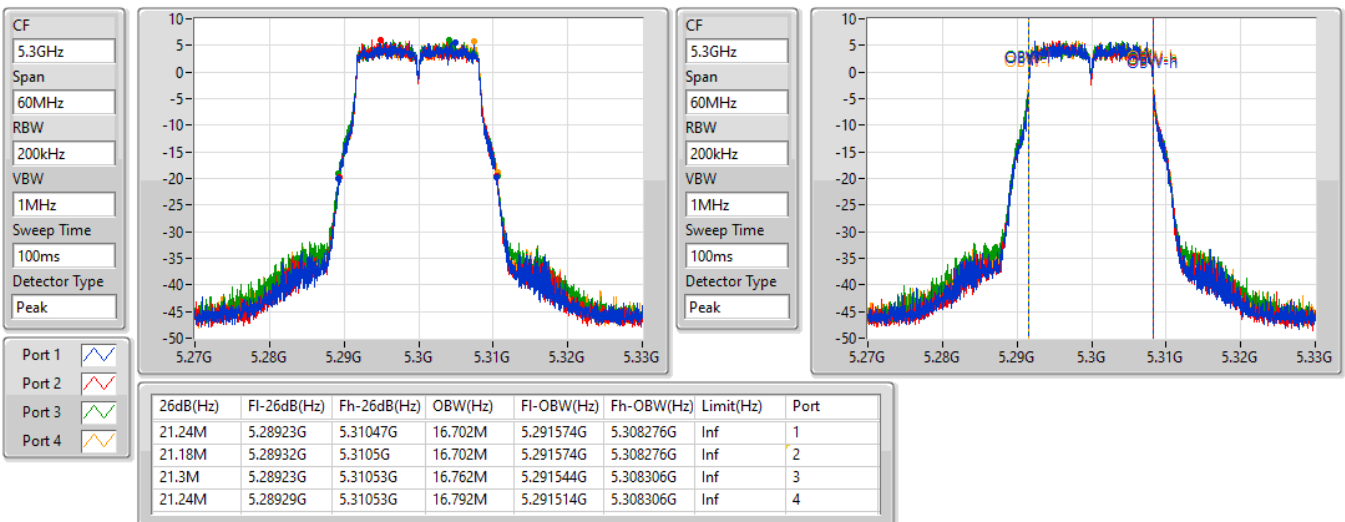 CF
5.3GHz
Span
60MHz
RBW
200kHz
VBW
1MHz
Sweep Time
100ms
Detector Type
Peak
10-
5-
0-
-5-
-10-
-15-
-20-
-25-
-30-
-35-
-40-
-45-
-50-
5.27G 5.28G 5.29G 5.3G 5.31G 5.32G 5.33G
CF
5.3GHz
Span
60MHz
RBW
200kHz
VBW
1MHz
Sweep Time
100ms
Detector Type
Peak
10-
5-
0-
-5-
-10-
-15-
-20-
-25-
-30-
-35-
-40-
-45-
-50-
OBW-h
5.27G 5.28G 5.29G 5.3G 5.31G 5.32G 5.33G
Port 1
Port 2
Port 3
Port 4
26dB(Hz) Fl-26dB(Hz) Fh-26dB(Hz) OBW(Hz) Fl-OBW(Hz) Fh-OBW(Hz) Limit(Hz) Port
21.24M 5.28923G 5.31047G 16.702M 5.291574G 5.308276G Inf 1
21.18M 5.28932G 5.3105G 16.702M 5.291574G 5.308276G Inf 2
21.3M 5.28923G 5.31053G 16.762M 5.291544G 5.308306G Inf 3
21.24M 5.28929G 5.31053G 16.792M 5.291514G 5.308306G Inf 4